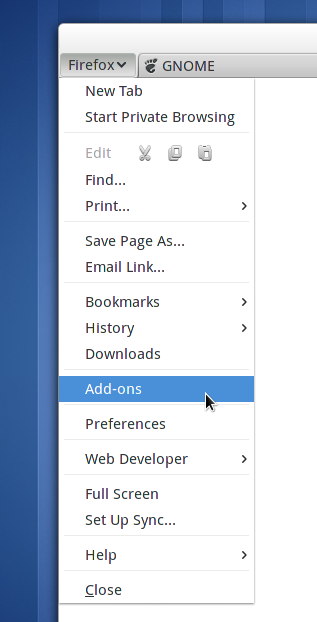 Firefox
GNOME
New Tab
Start Private Browsing
Edit
Find...
Print...
Save Page As...
Email Link...
Bookmarks
History
Downloads
Add-ons
Preferences
Web Developer
Full Screen
Set Up Sync...
Help
Close